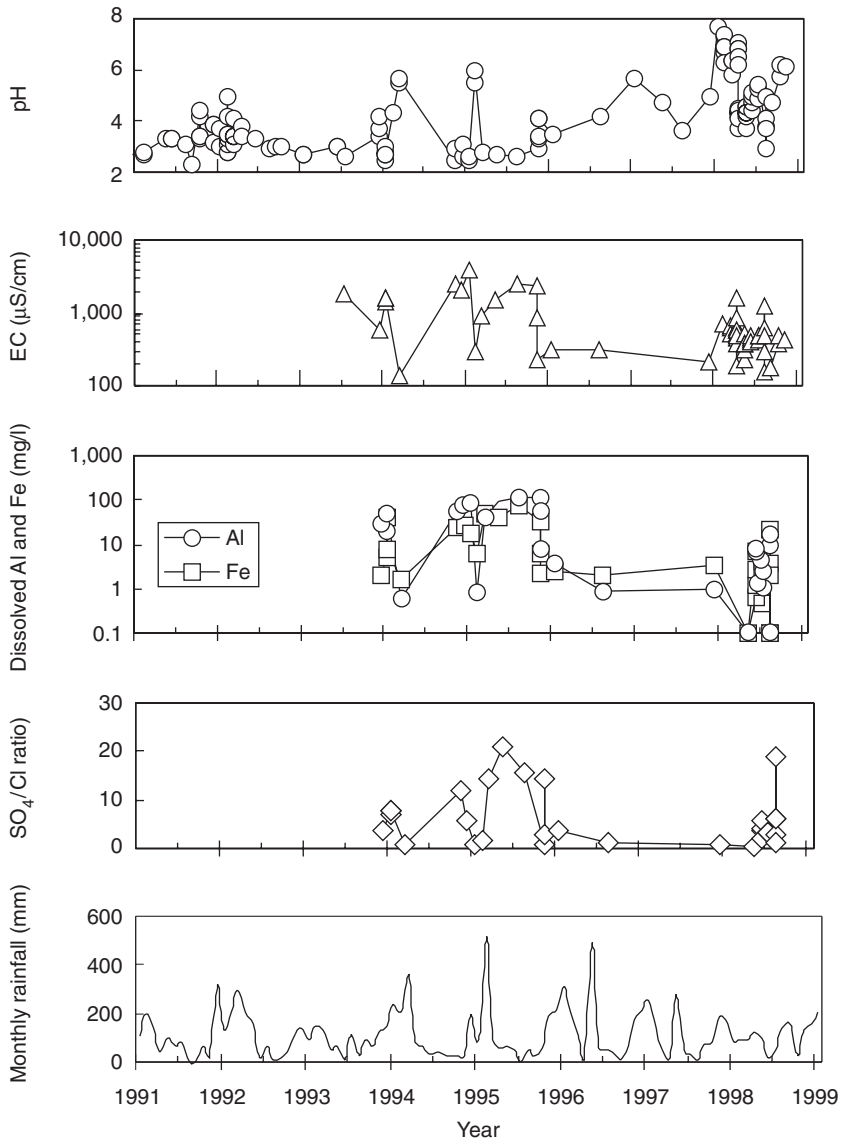 8
6
4
2
pH
10,000
1,000
100
EC (μS/cm)
1,000
100
10
1
0.1
Dissolved Al and Fe (mg/l)
Al
Fe
30
20
10
0
SO4/Cl ratio)
600
400
200
0
Monthly rainfall (mm)
1991 1992 1993 1994 1995 1996 1997 1998 1999
Year